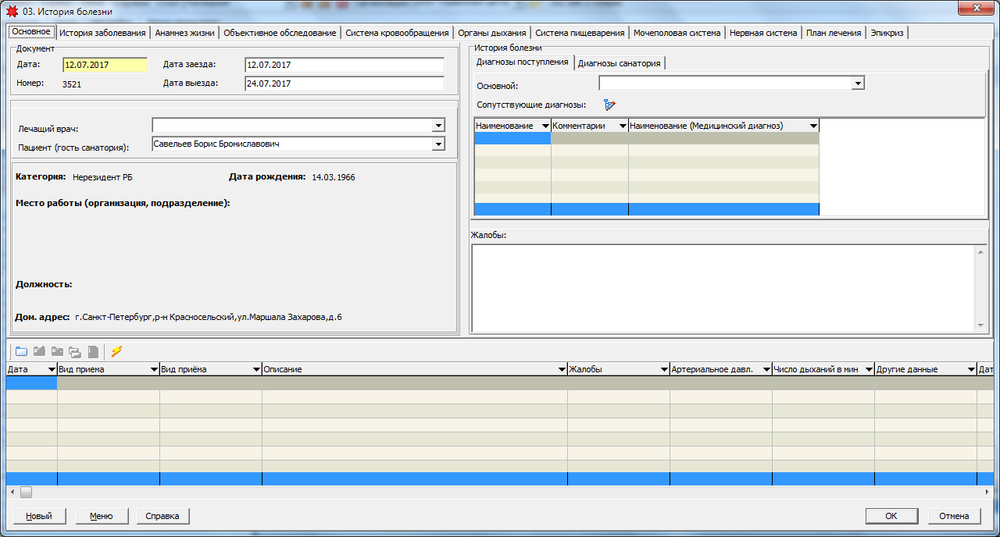 03. История болезни
Основное История заболевания Анамнез жизни Объективное обследование Система кровообращения Органы дыхания Система пищеварения Мочеполовая система Нервная система План лечения Эпикриз
Документ
Дата: 12.07.2017 Дата заезда: 12.07.2017
Номер: 3521 Дата выезда: 24.07.2017
Лечащий врач:
Пациент (гость санатория): Савельев Борис Брониславович
Категория: Нерезидент РБ Дата рождения: 14.03.1966
Место работы (организация, подразделение):
Должность:
Дом. адрес: г.Санкт-Петербург,р-н Красносельский,ул.Маршала Захарова,д.6
История болезни
Диагнозы поступления Диагнозы санатория
Основной:
Сопутствующие диагнозы:
Наименование Комментарии Наименование (Медицинский диагноз)
Жалобы:
Дата Вид приема Вид приёма Описание Жалобы Артериальное давл. Число дыханий в мин Другие данные Дат
Новый Меню Справка OK Отмена